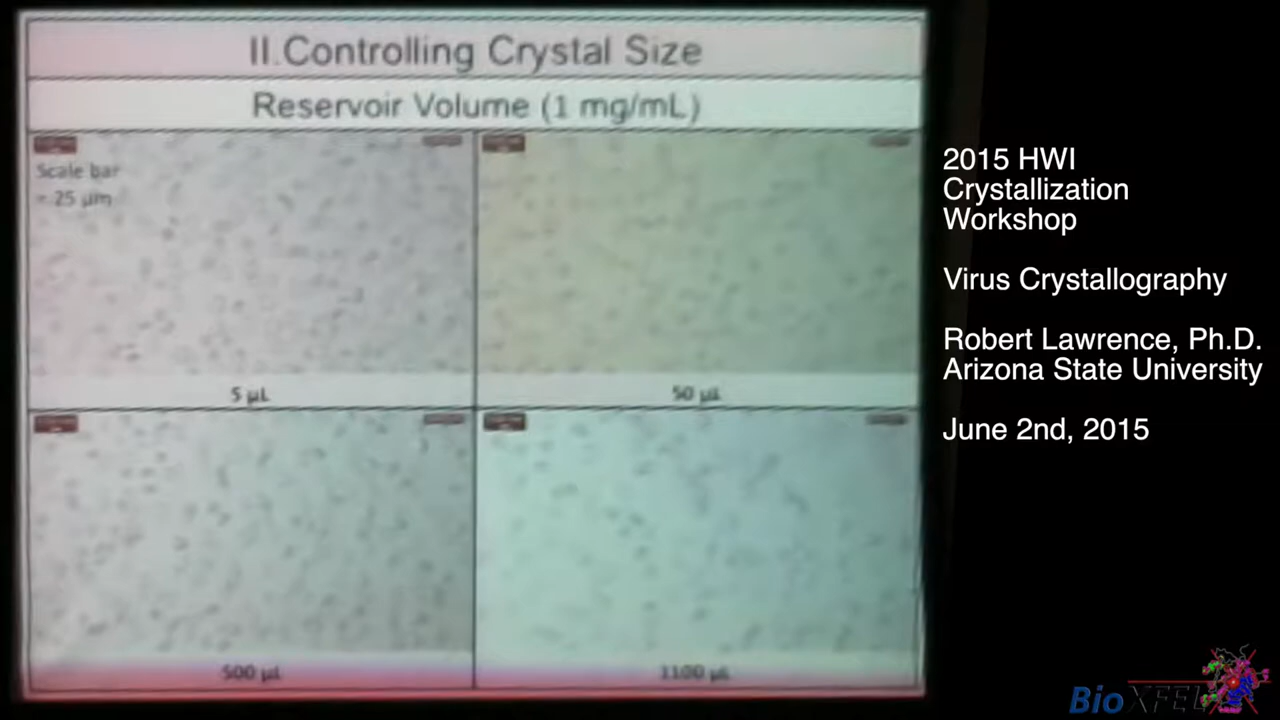 II.Controlling Crystal Size
Reservoir Volume (1 mg/mL)
Scale bar
= 25 µm
5 µL
50 µL
500 µL
1100 µL
2015 HWI
Crystallization
Workshop
Virus Crystallography
Robert Lawrence, Ph.D.
Arizona State University
June 2nd, 2015
BioXFEL